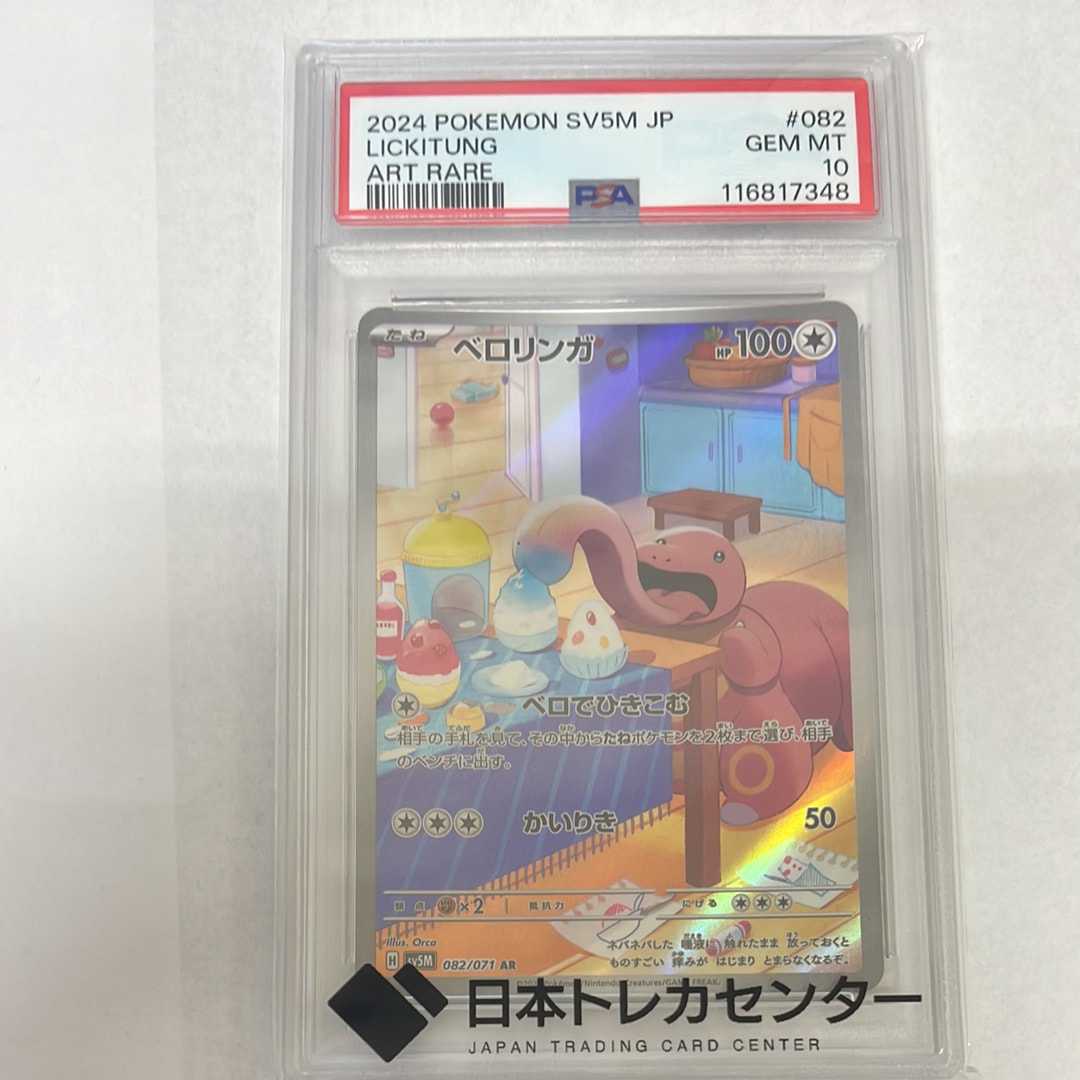 2024 POKEMON SV5M JP #082
LICKITUNG GEM MT
ART RARE 10
PSA 116817348
たね ベロリンガ HP100
ベロでひきこむ
相手の手札を見て、その中からたねポケモンを2枚まで選び、相手
のベンチに出す。
かいりき 50
弱点 ×2 抵抗力 にげる
Illus. Orca
H sv5M 082/071 AR
ネバネバした 唾液に 触れたまま 放っておくと
ものすごい 痒みが はじまり とまらなくなるぞ。
日本トレカセンター
JAPAN TRADING CARD CENTER